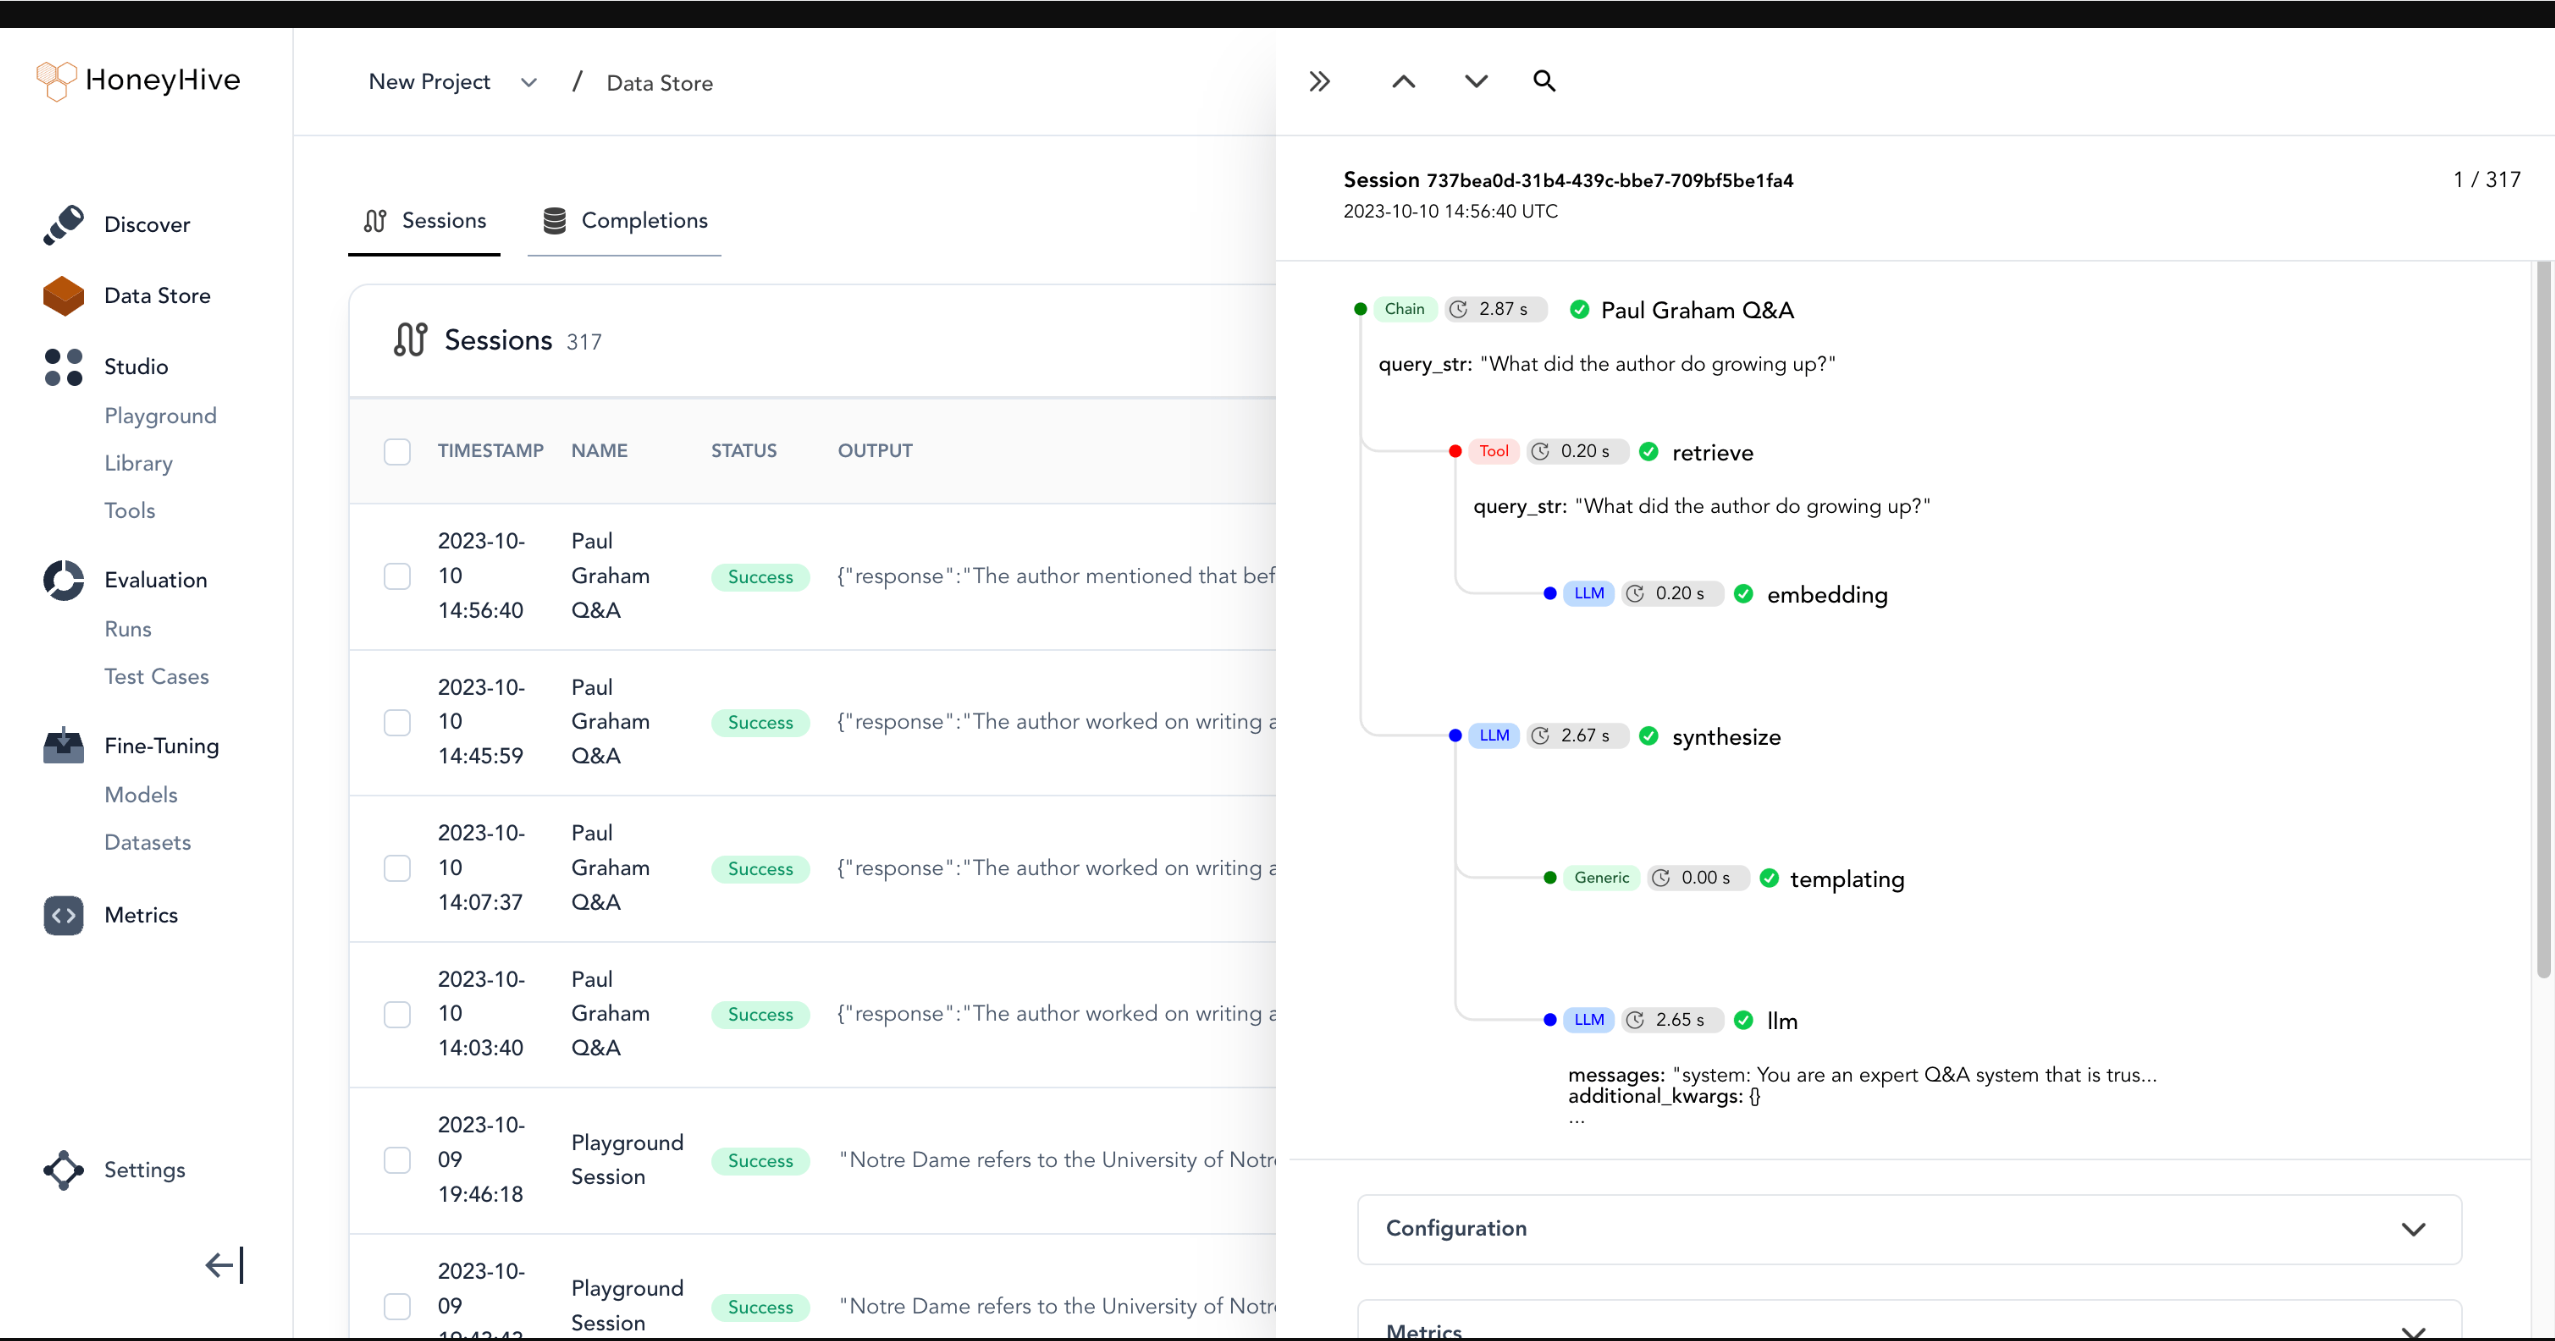 HoneyHive
Discover
Data Store
Studio
Playground
Library
Tools
Evaluation
Runs
Test Cases
Fine-Tuning
Models
Datasets
Metrics
Settings
New Project / Data Store
Sessions Completions
Sessions 317
TIMESTAMP NAME STATUS OUTPUT
2023-10-
10
14:56:40
Paul
Graham
Q&A
Success
{"response":"The author mentioned that bef
2023-10-
10
14:45:59
Paul
Graham
Q&A
Success
{"response":"The author worked on writing a
2023-10-
10
14:07:37
Paul
Graham
Q&A
Success
{"response":"The author worked on writing a
2023-10-
10
14:03:40
Paul
Graham
Q&A
Success
{"response":"The author worked on writing a
2023-10-
09
19:46:18
Playground
Session
Success
"Notre Dame refers to the University of Notr
2023-10-
09
Playground
Session
Success
"Notre Dame refers to the University of Notr
Session 737bea0d-31b4-439c-bbe7-709bf5be1fa4
1 / 317
2023-10-10 14:56:40 UTC
Chain 2.87 s Paul Graham Q&A
query_str: "What did the author do growing up?"
Tool 0.20 s retrieve
query_str: "What did the author do growing up?"
LLM 0.20 s embedding
LLM 2.67 s synthesize
Generic 0.00 s templating
LLM 2.65 s llm
messages: "system: You are an expert Q&A system that is trus...
additional_kwargs: {}
...
Configuration
Metrics